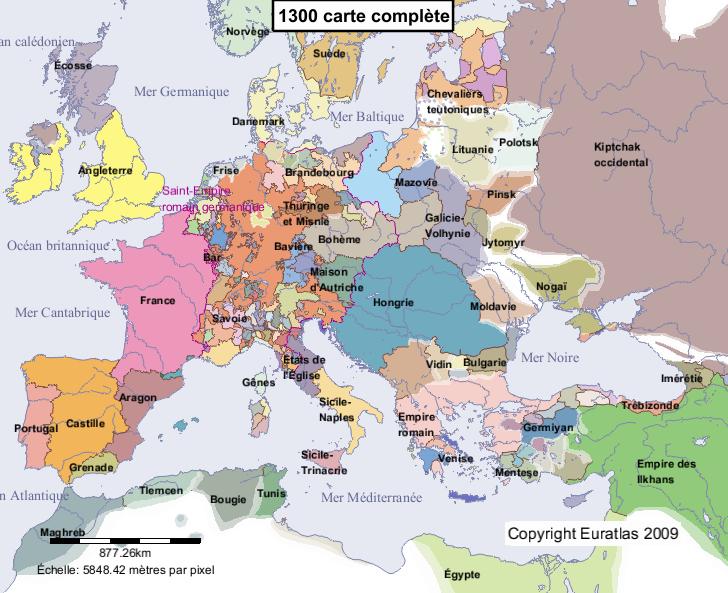 1300 carte complète
Norvège
an calédonien
Suède
Écosse
Mer Germanique
Chevaliers
teutoniques
Mer Baltique
Danemark
Lituanie
Polotsk
Kiptchak
occidental
Angleterre
Frise
Brandebourg
Mazovie
Saint-Empire
romain germanique
Pinsk
Thuringe
et Misnie
Galicie-
Volhynie
Océan britannique
Bavière
Bohème
Jytomyr
Bar
Maison
d'Autriche
Nogaï
France
Hongrie
Moldavie
Mer Cantabrique
Savoie
Mer Noire
États de
l'Église
Vidin
Bulgarie
Imérétie
Gênes
Aragon
Sicile-
Naples
Trébizonde
Portugal
Castille
Empire
romain
Germiyan
Grenade
Sicile-
Trinacrie
Venise
Mentese
Empire des
Ilkhans
n Atlantique
Tlemcen
Bougie
Tunis
Mer Méditerranée
Maghreb
877.26km
Copyright Euratlas 2009
Échelle: 5848.42 mètres par pixel
Égypte